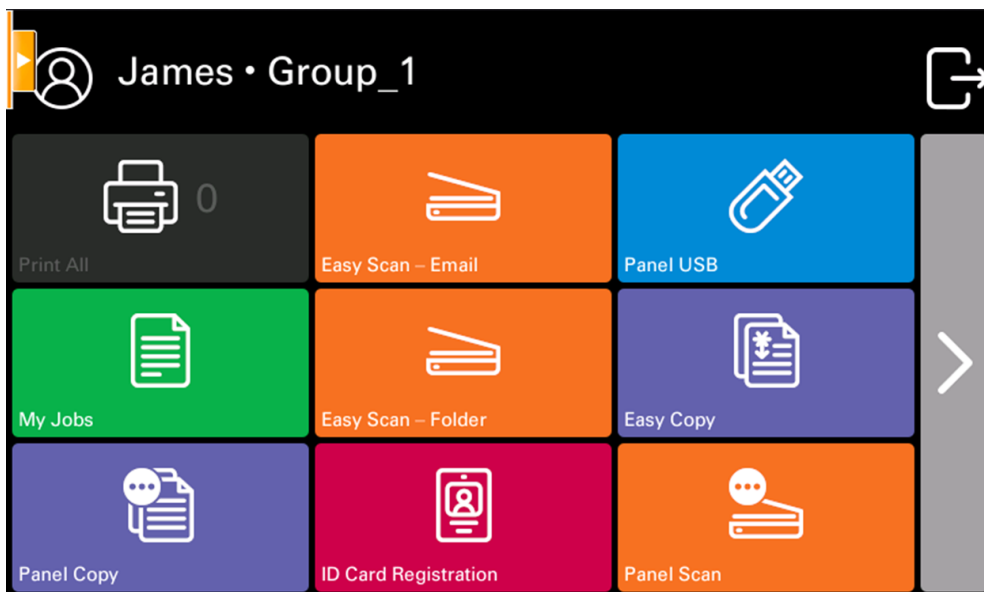 James • Group_1
0
Print All
Easy Scan – Email
Panel USB
My Jobs
Easy Scan – Folder
Easy Copy
Panel Copy
ID Card Registration
Panel Scan